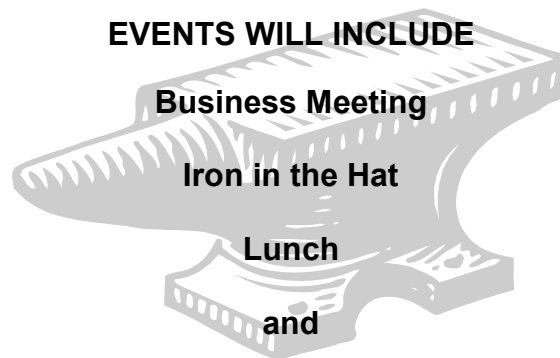 EVENTS WILL INCLUDE
Business Meeting
Iron in the Hat
Lunch
and